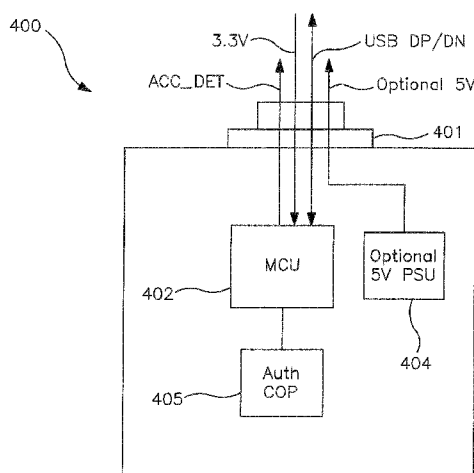 400
3.3V
USB DP/DN
ACC_DET
Optional 5V
401
MCU
402
Optional
5V PSU
404
Auth
COP
405